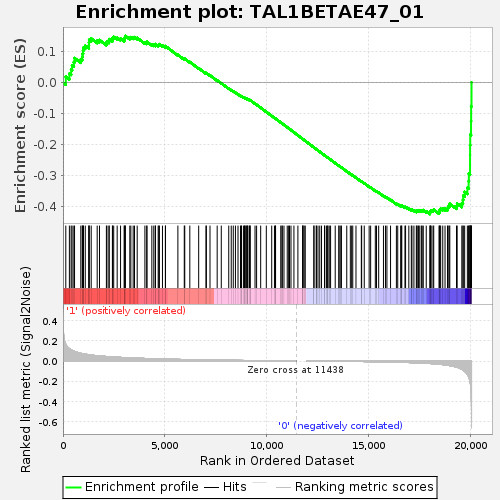 Enrichment plot: TAL1BETAE47_01
Enrichment score (ES)
0.1
0.0
-0.1
-0.2
-0.3
-0.4
'1' (positively correlated)
Ranked list metric (Signal2Noise)
0.4
0.2
0.0
-0.2
-0.4
-0.6
Zero cross at 11438
'0' (negatively correlated)
0 5,000 10,000 15,000 20,000
Rank in Ordered Dataset
Enrichment profile Hits Ranking metric scores